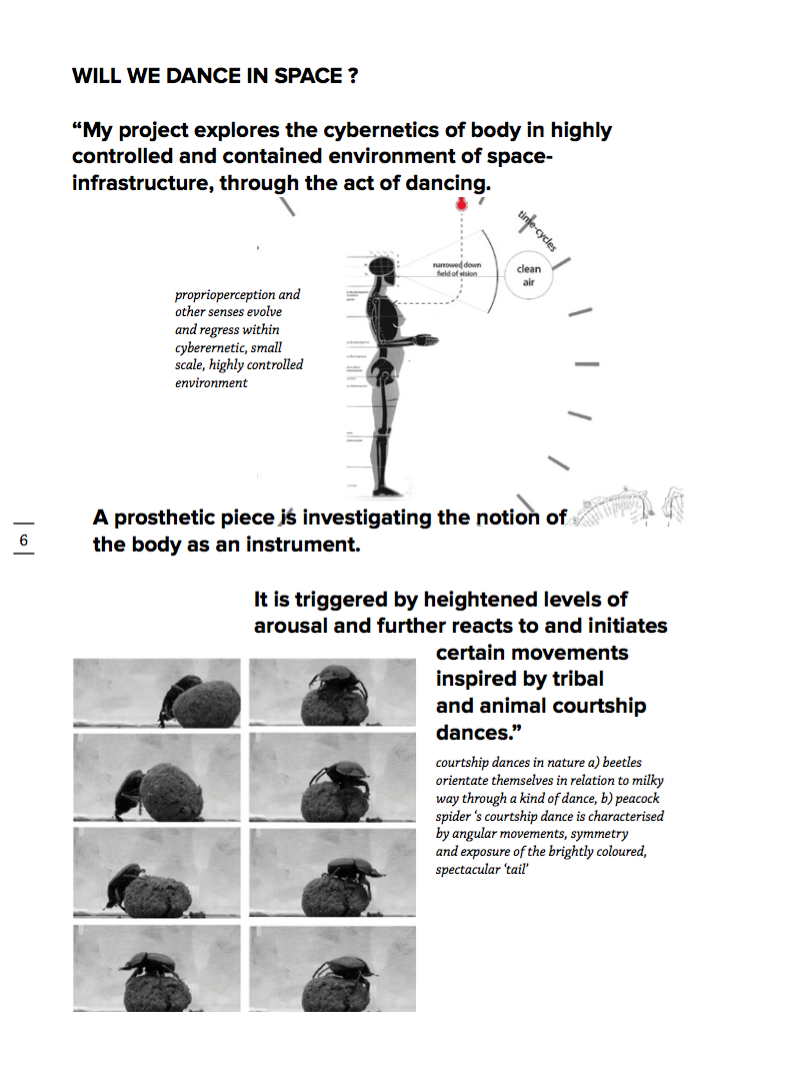 WILL WE DANCE IN SPACE ?
“My project explores the cybernetics of body in highly
controlled and contained environment of space-
infrastructure, through the act of dancing.
time-cycles
narrowed down
field of vision
clean
air
proprioperception and
other senses evolve
and regress within
cyberernetic, small
scale, highly controlled
environment
A prosthetic piece is investigating the notion of
the body as an instrument.
6
It is triggered by heightened levels of
arousal and further reacts to and initiates
certain movements
inspired by tribal
and animal courtship
dances.”
courtship dances in nature a) beetles
orientate themselves in relation to milky
way through a kind of dance, b) peacock
spider ‘s courtship dance is characterised
by angular movements, symmetry
and exposure of the brightly coloured,
spectacular ‘tail’